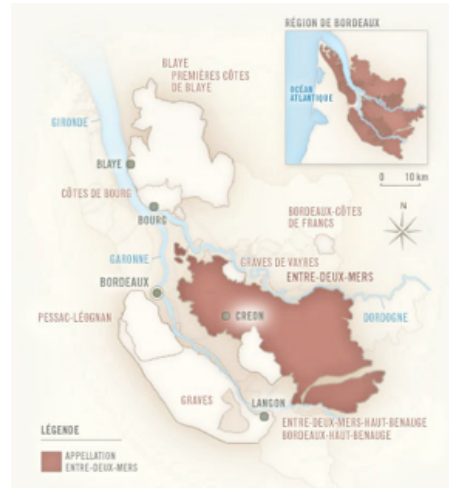 RÉGION DE BORDEAUX
OCÉAN
ATLANTIQUE
0 10 km
N
BLAYE
PREMIÈRES CÔTES
DE BLAYE
GIRONDE
BLAYE
CÔTES DE BOURG
BOURG
BORDEAUX-CÔTES
DE FRANCS
GARONNE
GRAVES DE VAYRES
ENTRE-DEUX-MERS
BORDEAUX
PESSAC-LÉOGNAN
CREON
DORDOGNE
GRAVES
LANGON
ENTRE-DEUX-MERS-HAUT-BENAUGE
BORDEAUX-HAUT-BENAUGE
LÉGENDE
APPELLATION
ENTRE-DEUX-MERS